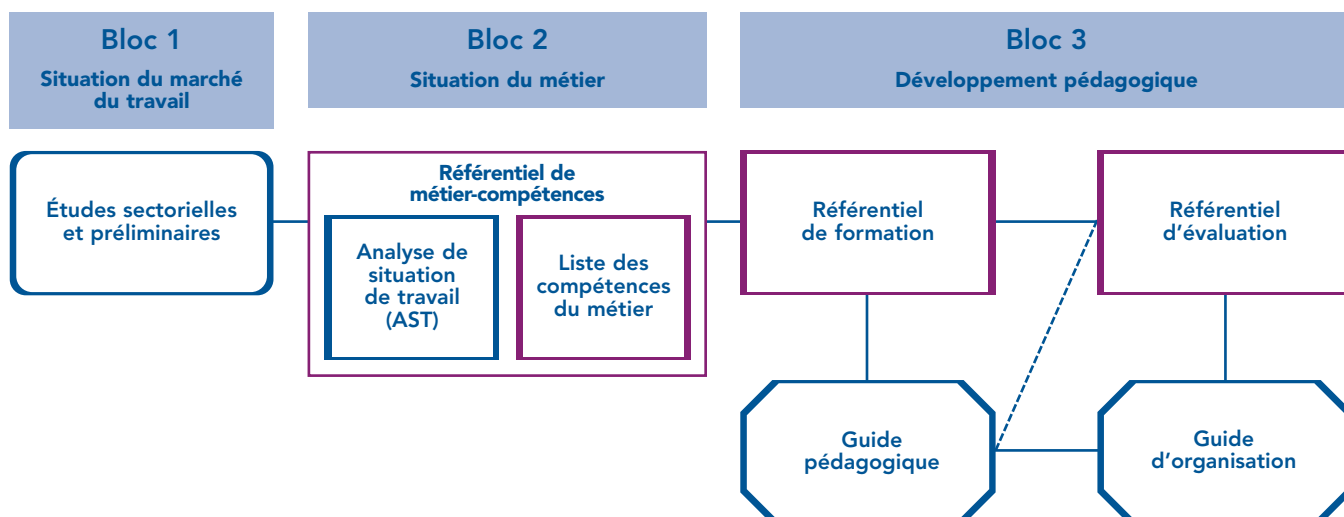 Bloc 1
Situation du marché
du travail
Bloc 2
Situation du métier
Bloc 3
Développement pédagogique
Études sectorielles
et préliminaires
Référentiel de
métier-compétences
Analyse de
situation
de travail
(AST)
Liste des
compétences
du métier
Référentiel
de formation
Référentiel
d’évaluation
Guide
pédagogique
Guide
d’organisation